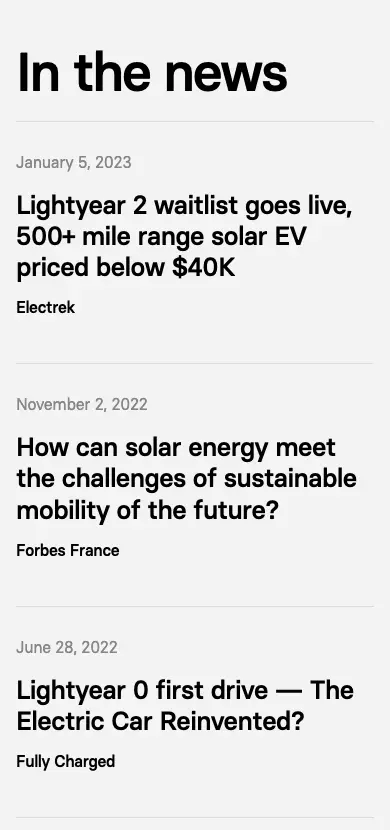 In the news
January 5, 2023
Lightyear 2 waitlist goes live,
500+ mile range solar EV
priced below $40K
Electrek
November 2, 2022
How can solar energy meet
the challenges of sustainable
mobility of the future?
Forbes France
June 28, 2022
Lightyear 0 first drive — The
Electric Car Reinvented?
Fully Charged